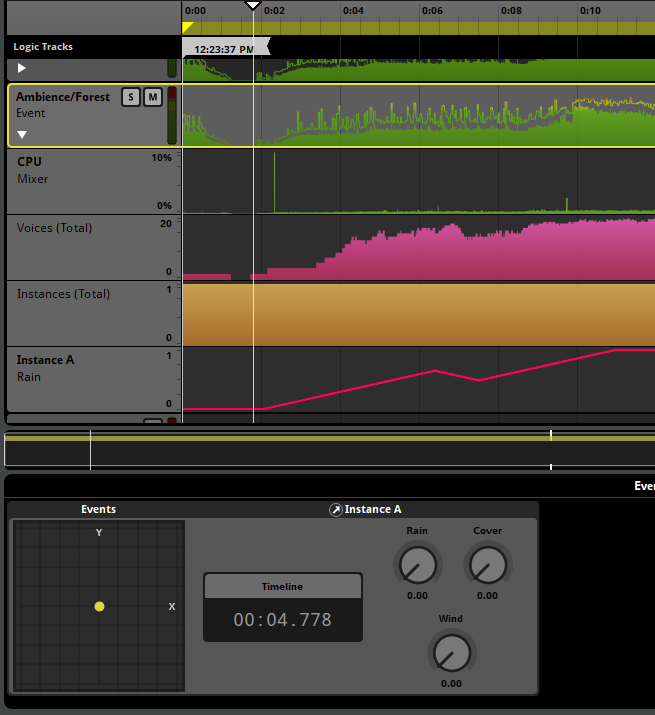 0:00 0:02 0:04 0:06 0:08 0:10
Logic Tracks
12:23:37 PM
Ambience/Forest S M
Event
CPU 10%
Mixer
0%
Voices (Total) 20
0
Instances (Total) 1
0
Instance A 1
Rain
0
Events
Instance A
Y
X
Timeline
00:04.778
Rain Cover
0.00 0.00
Wind
0.00